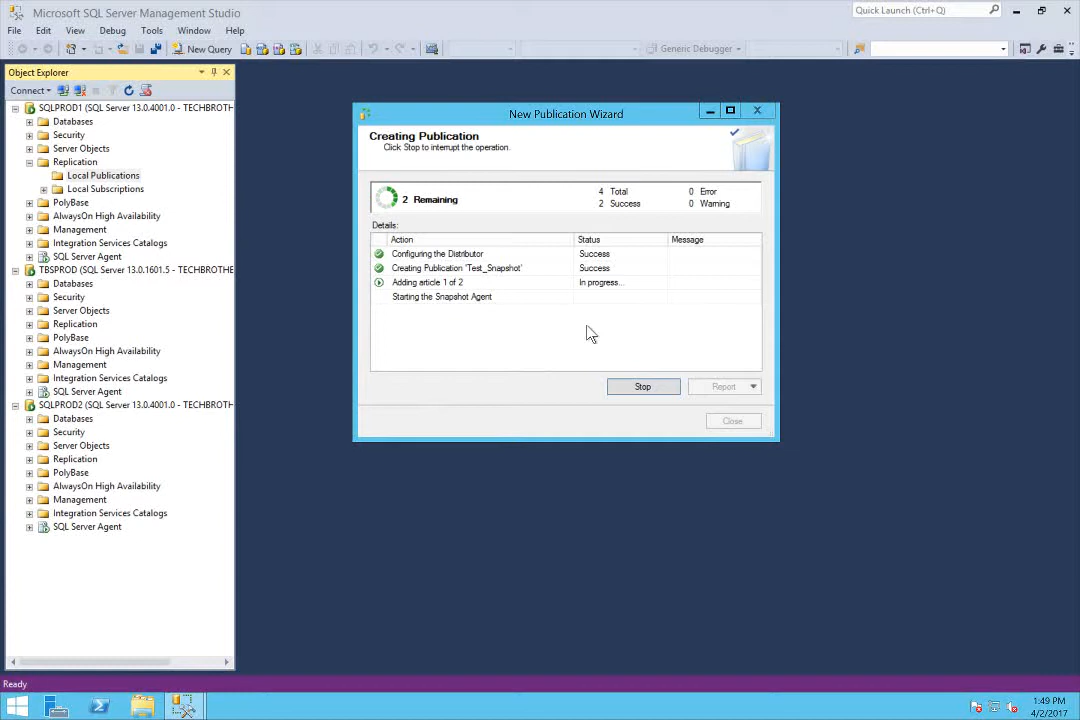 Microsoft SQL Server Management Studio
Quick Launch (Ctrl+Q)
File Edit View Debug Tools Window Help
New Query
Generic Debugger
Object Explorer
Connect
SQLPROD1 (SQL Server 13.0.4001.0 - TECHBROTH
Databases
Security
Server Objects
Replication
Local Publications
Local Subscriptions
PolyBase
AlwaysOn High Availability
Management
Integration Services Catalogs
SQL Server Agent
TBSPROD (SQL Server 13.0.1601.5 - TECHBROTHE
Databases
Security
Server Objects
Replication
PolyBase
AlwaysOn High Availability
Management
Integration Services Catalogs
SQL Server Agent
SQLPROD2 (SQL Server 13.0.4001.0 - TECHBROTH
Databases
Security
Server Objects
Replication
PolyBase
AlwaysOn High Availability
Management
Integration Services Catalogs
SQL Server Agent
New Publication Wizard
Creating Publication
Click Stop to interrupt the operation.
2 Remaining
4 Total 0 Error
2 Success 0 Warning
Details:
Action Status Message
Configuring the Distributor Success
Creating Publication 'Test_Snapshot' Success
Adding article 1 of 2 In progress...
Starting the Snapshot Agent
Stop Report
Close
Ready
1:49 PM
4/2/2017